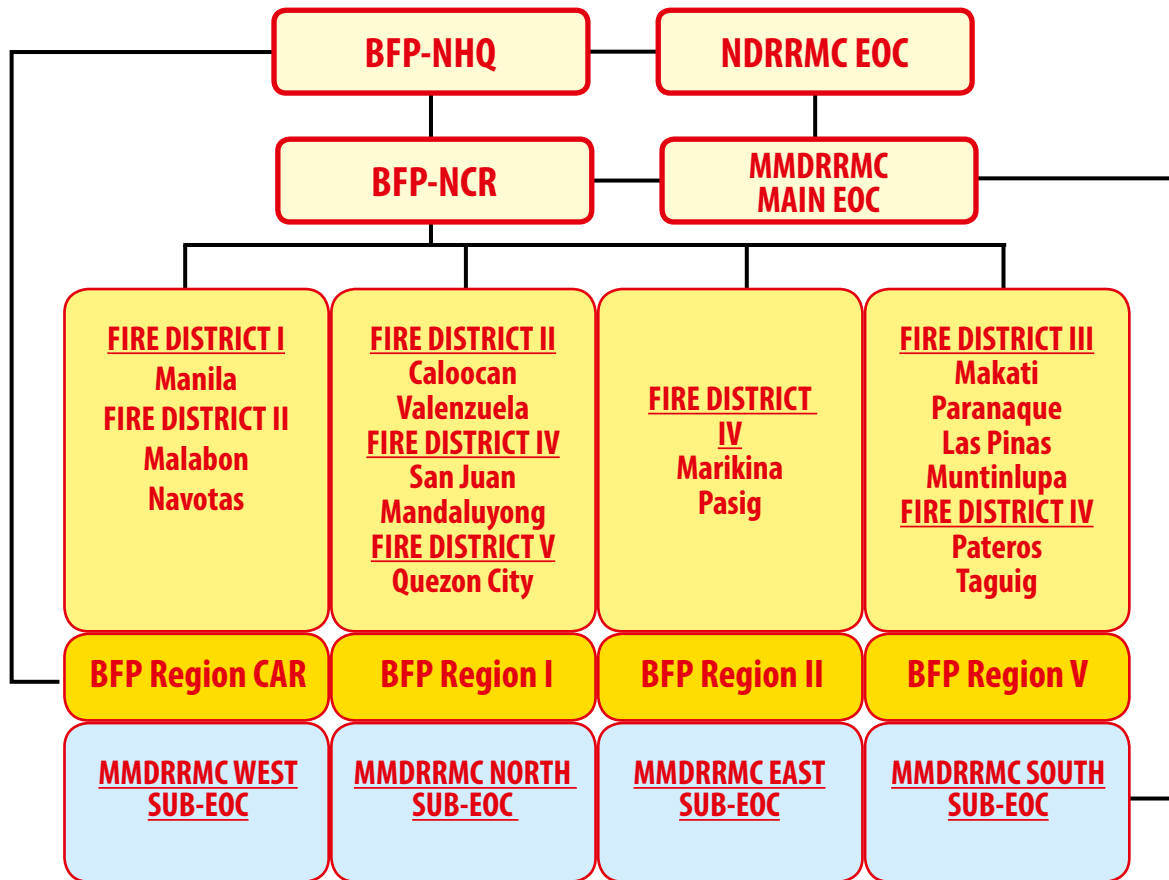 BFP-NHQ
NDRRMC EOC
BFP-NCR
MMDRRMC
MAIN EOC
FIRE DISTRICT I
Manila
FIRE DISTRICT II
Malabon
Navotas
FIRE DISTRICT II
Caloocan
Valenzuela
FIRE DISTRICT IV
San Juan
Mandaluyong
FIRE DISTRICT V
Quezon City
FIRE DISTRICT
IV
Marikina
Pasig
FIRE DISTRICT III
Makati
Paranaque
Las Pinas
Muntinlupa
FIRE DISTRICT IV
Pateros
Taguig
BFP Region CAR
BFP Region I
BFP Region II
BFP Region V
MMDRRMC WEST
SUB-EOC
MMDRRMC NORTH
SUB-EOC
MMDRRMC EAST
SUB-EOC
MMDRRMC SOUTH
SUB-EOC